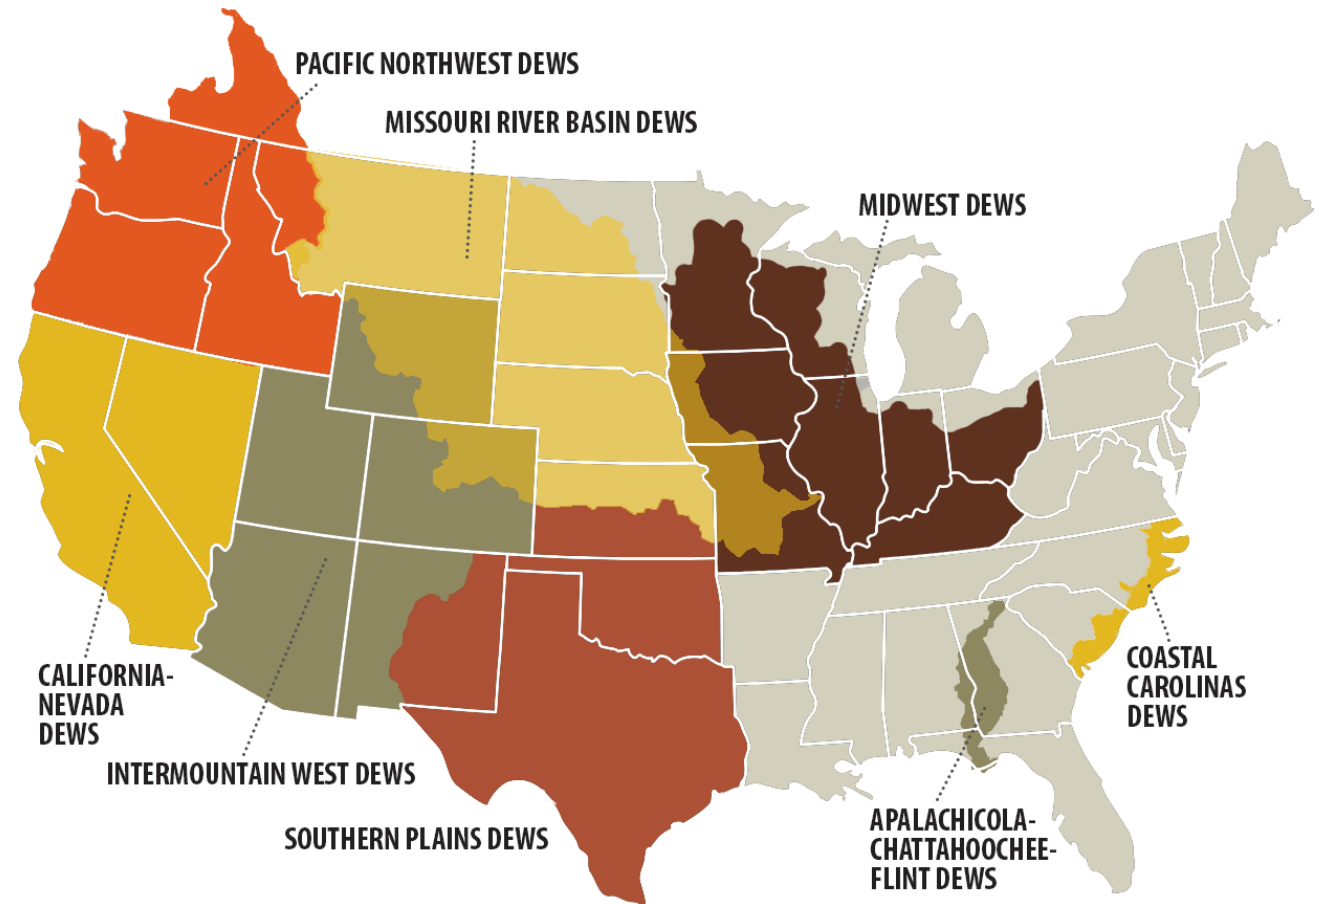 PACIFIC NORTHWEST DEWS
MISSOURI RIVER BASIN DEWS
MIDWEST DEWS
CALIFORNIA-
NEVADA
DEWS
COASTAL
CAROLINAS
DEWS
INTERMOUNTAIN WEST DEWS
SOUTHERN PLAINS DEWS
APALACHICOLA-
CHATTAHOOCHEE-
FLINT DEWS